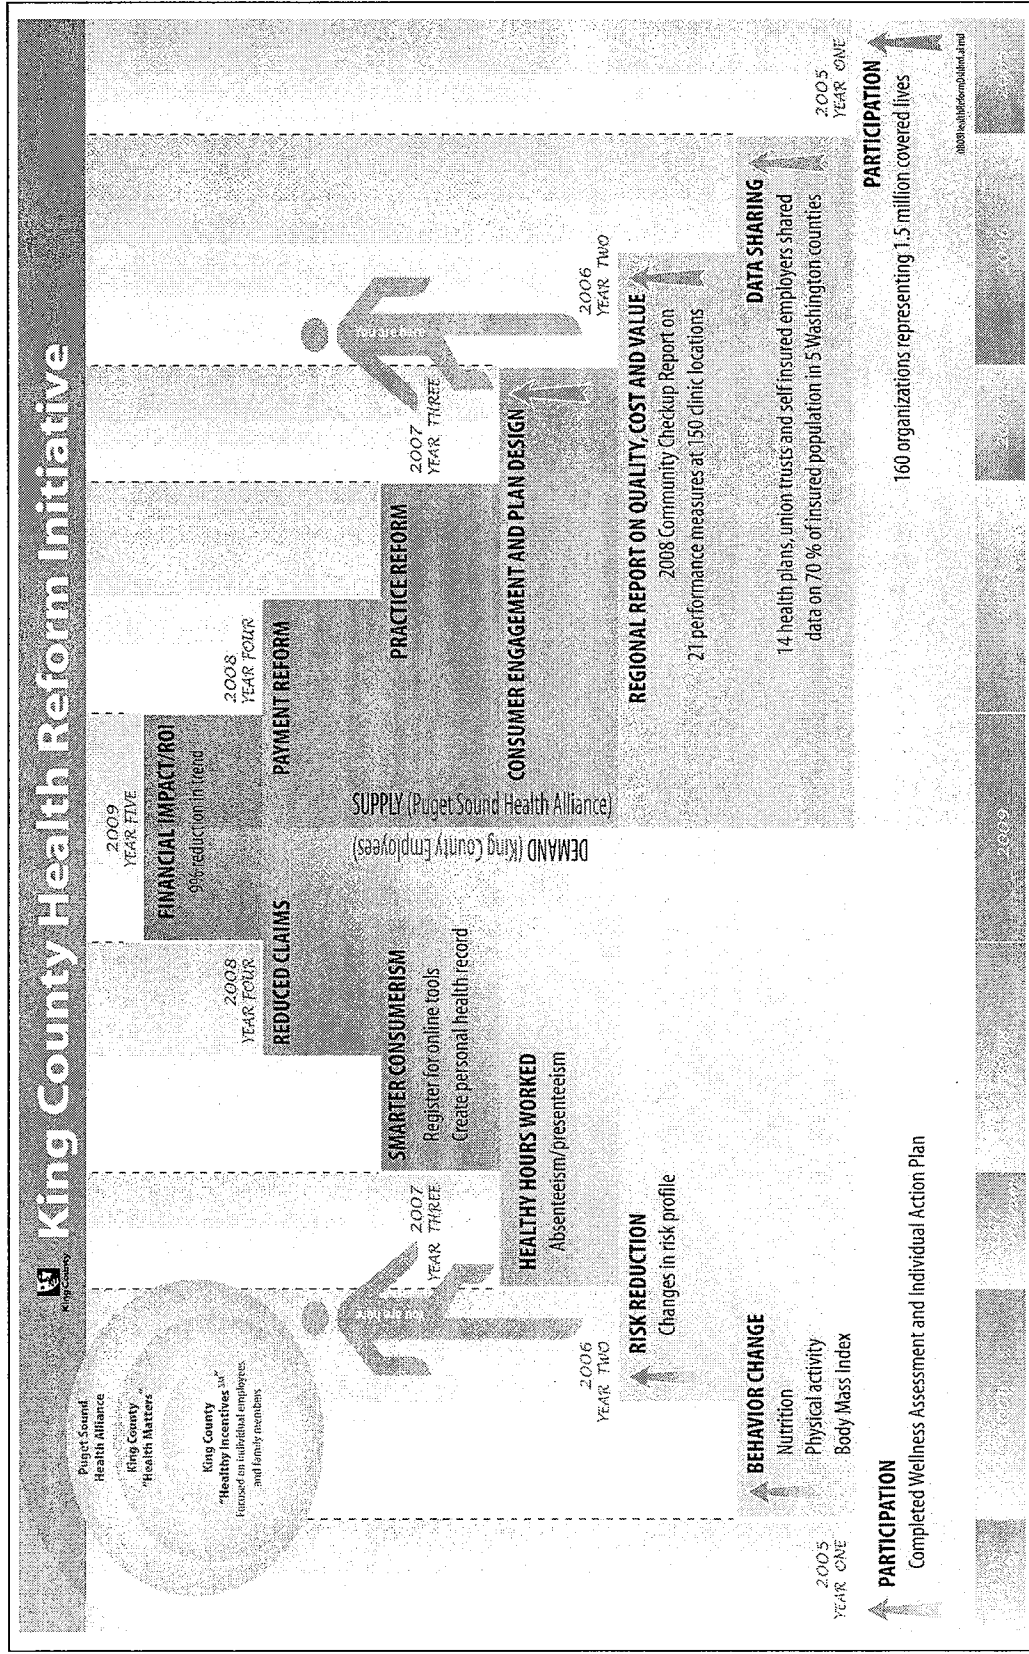 King County Health Reform Initiative
King County
Puget Sound
Health Alliance
King County
"Health Matters"
King County
"Healthy Incentives SM"
Focused on individual employees
and family members
2009
YEAR FIVE
FINANCIAL IMPACT/ROI
9% reduction in trend
2008
YEAR FOUR
2008
YEAR FOUR
REDUCED CLAIMS
PAYMENT REFORM
You are here
2007
YEAR THREE
2007
YEAR THREE
SMARTER CONSUMERISM
Register for online tools
Create personal health record
PRACTICE REFORM
SUPPLY (Puget Sound Health Alliance)
DEMAND (King County Employees)
HEALTHY HOURS WORKED
Absenteeism/presenteeism
CONSUMER ENGAGEMENT AND PLAN DESIGN
2006
YEAR TWO
2006
YEAR TWO
RISK REDUCTION
Changes in risk profile
REGIONAL REPORT ON QUALITY, COST AND VALUE
2008 Community Checkup Report on
21 performance measures at 150 clinic locations
BEHAVIOR CHANGE
Nutrition
Physical activity
Body Mass Index
DATA SHARING
14 health plans, union trusts and self insured employers shared
data on 70 % of insured population in 5 Washington counties
2005
YEAR ONE
2005
YEAR ONE
PARTICIPATION
Completed Wellness Assessment and Individual Action Plan
PARTICIPATION
160 organizations representing 1.5 million covered lives
2009